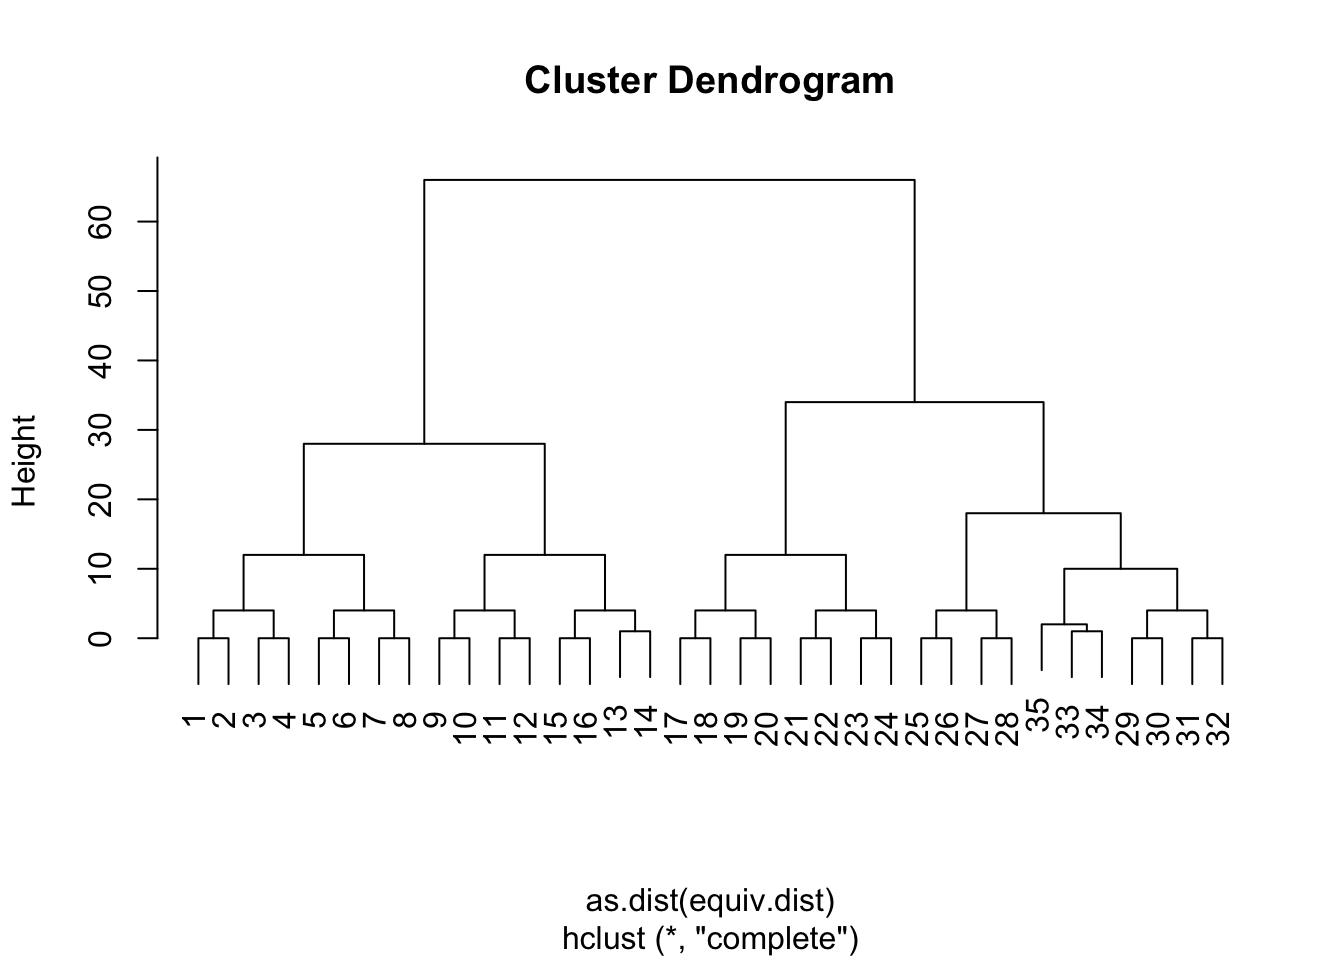 Cluster Dendrogram
Height
60
50
40
30
20
10
0
1 2 3 4 5 6 7 8 9 10 11 12 15 16 13 14 17 18 19 20 21 22 23 24 25 26 27 28 35 33 34 29 30 31 32
as.dist(equiv.dist)
hclust (*, "complete")